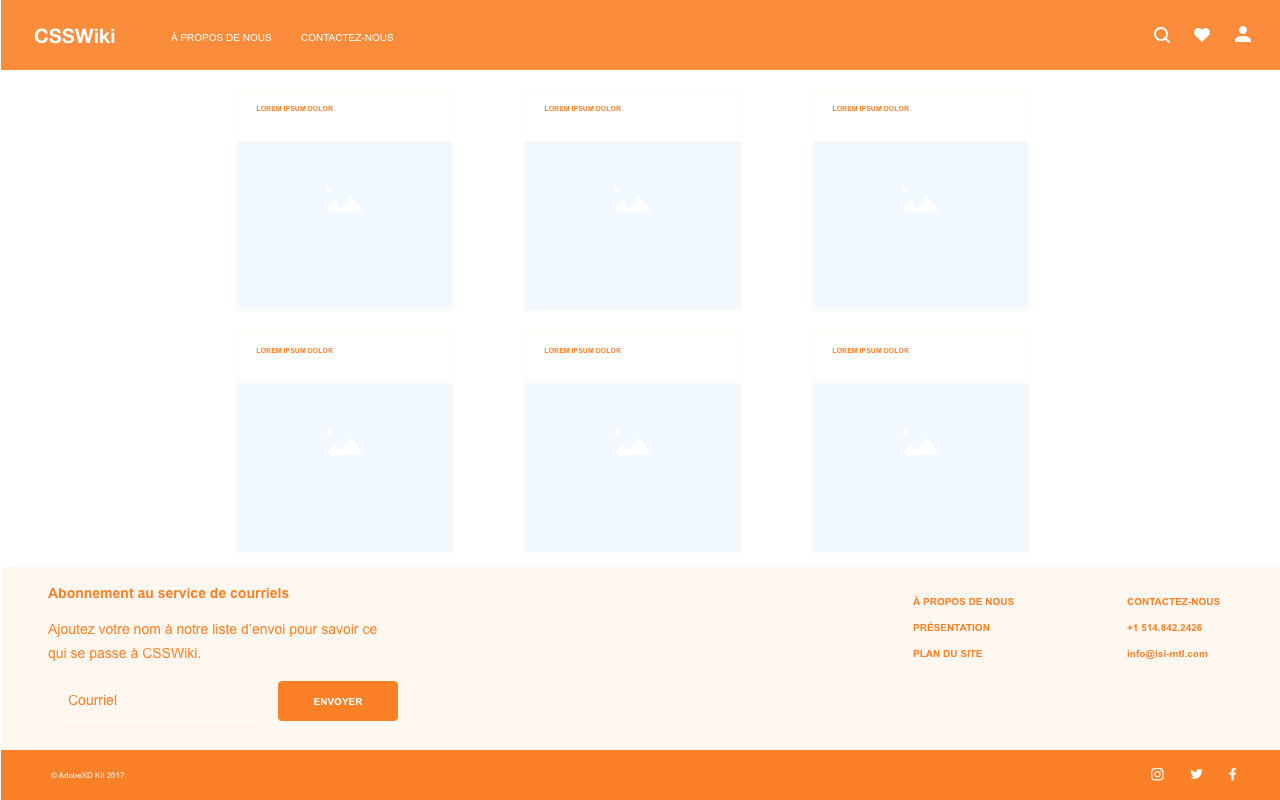 CSSWiki
À PROPOS DE NOUS
CONTACTEZ-NOUS
LOREM IPSUM DOLOR
LOREM IPSUM DOLOR
LOREM IPSUM DOLOR
LOREM IPSUM DOLOR
LOREM IPSUM DOLOR
LOREM IPSUM DOLOR
Abonnement au service de courriels
Ajoutez votre nom à notre liste d’envoi pour savoir ce
qui se passe à CSSWiki.
Courriel
ENVOYER
À PROPOS DE NOUS
PRÉSENTATION
PLAN DU SITE
CONTACTEZ-NOUS
+1 514.842.2426
info@isi-mtl.com
© AdobeXD Kit 2017